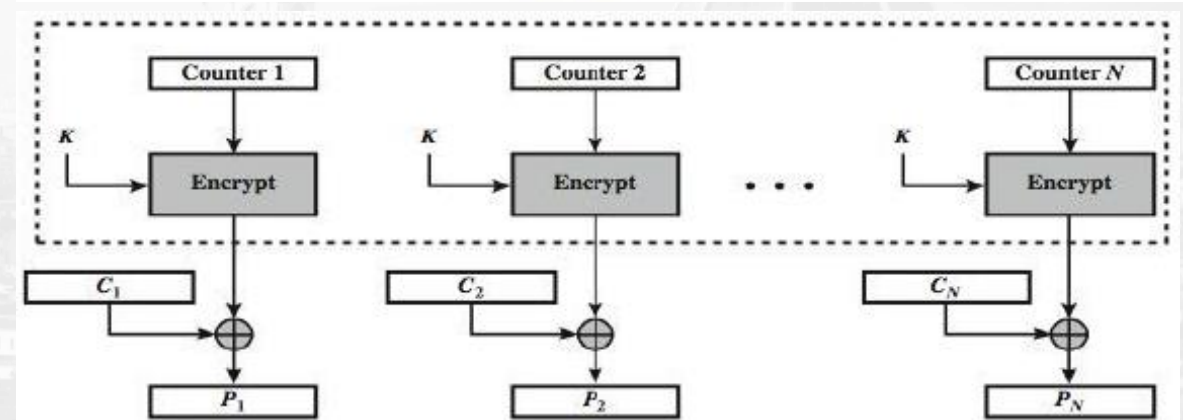 Counter 1 Counter 2 Counter N
K K K
Encrypt Encrypt • • • Encrypt
C1 C2 CN
P1 P2 PN